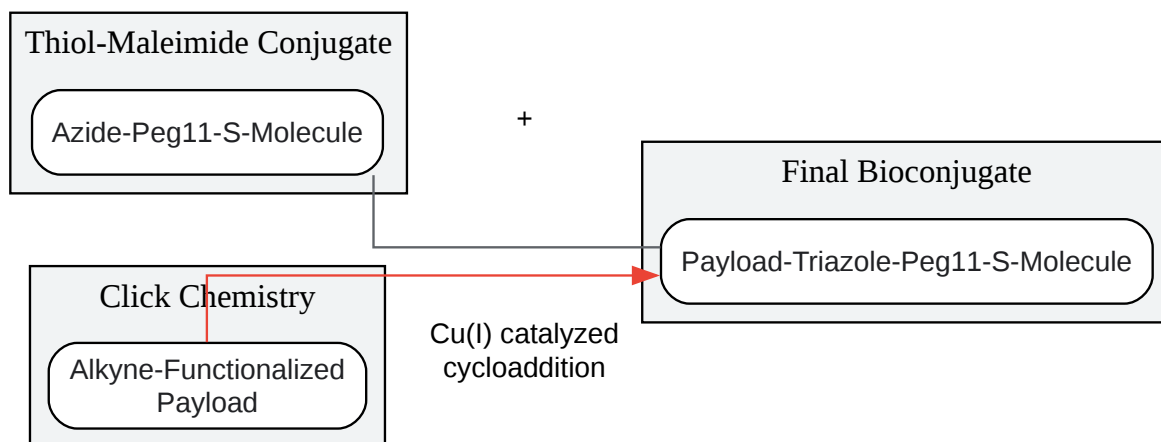 Thiol-Maleimide Conjugate
Azide-Peg11-S-Molecule
+
Final Bioconjugate
Payload-Triazole-Peg11-S-Molecule
Click Chemistry
Alkyne-Functionalized
Payload
Cu(I) catalyzed
cycloaddition